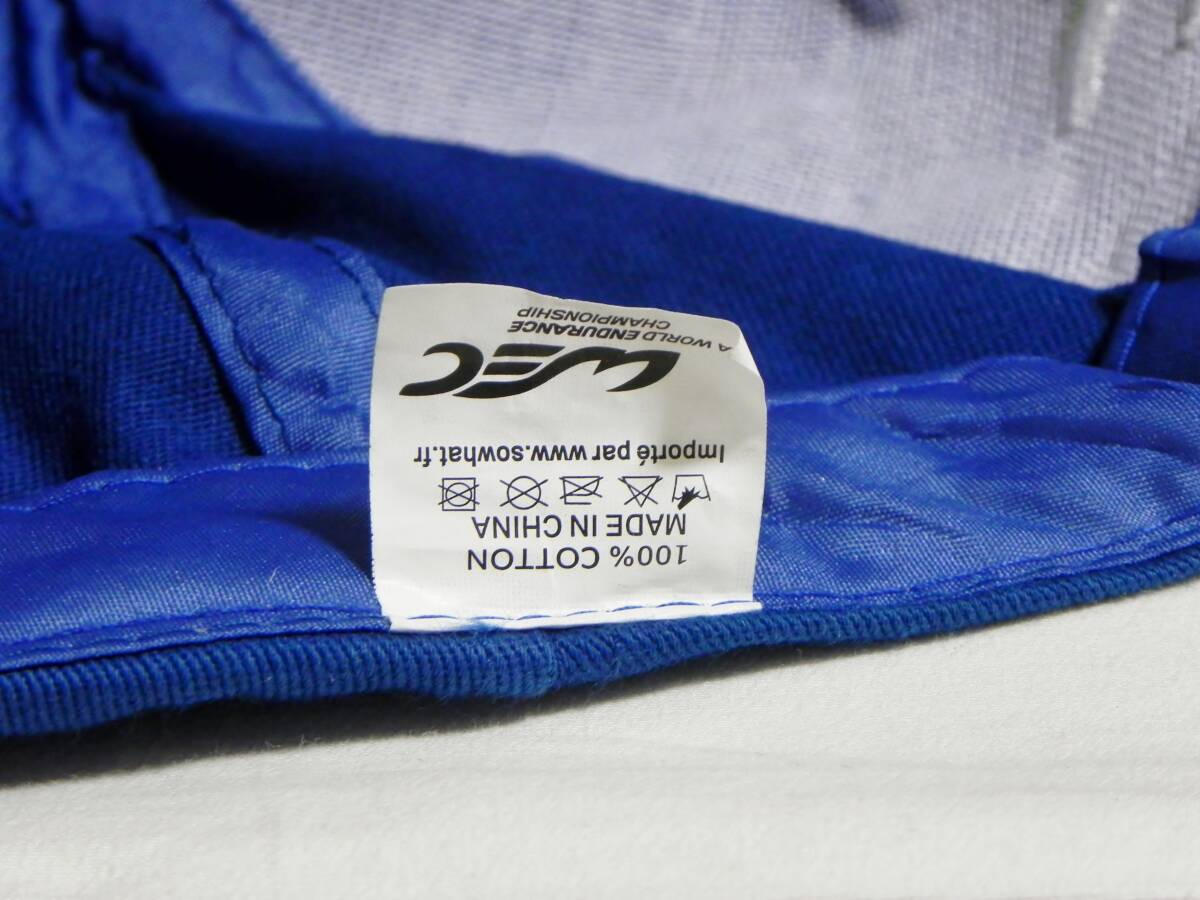 100% COTTON
MADE IN CHINA
Importé par www.sowhat.fr
WEC
A WORLD ENDURANCE
CHAMPIONSHIP